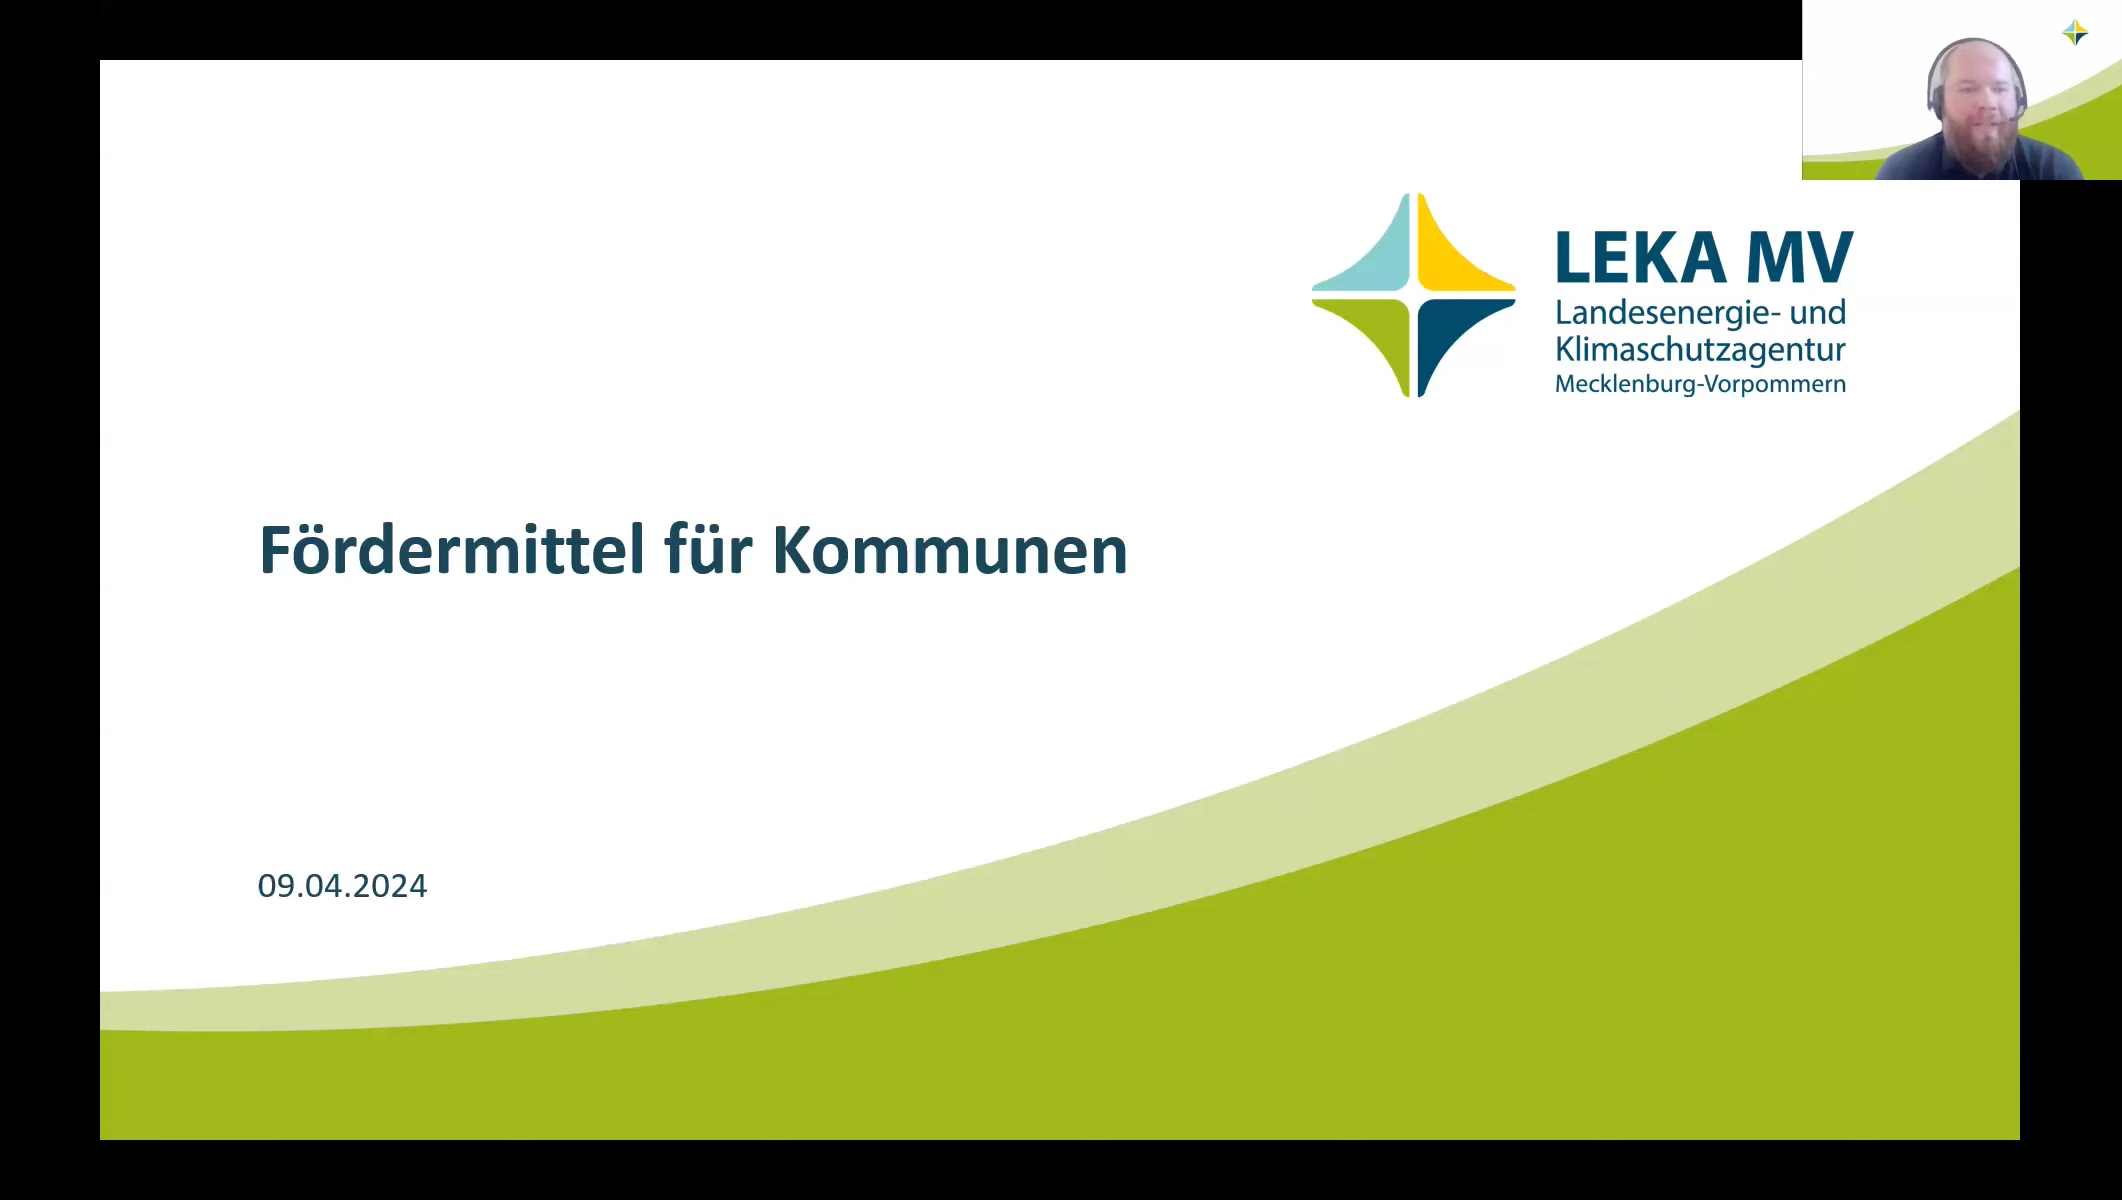 LEKA MV
Landesenergie- und
Klimaschutzagentur
Mecklenburg-Vorpommern
Fördermittel für Kommunen
09.04.2024